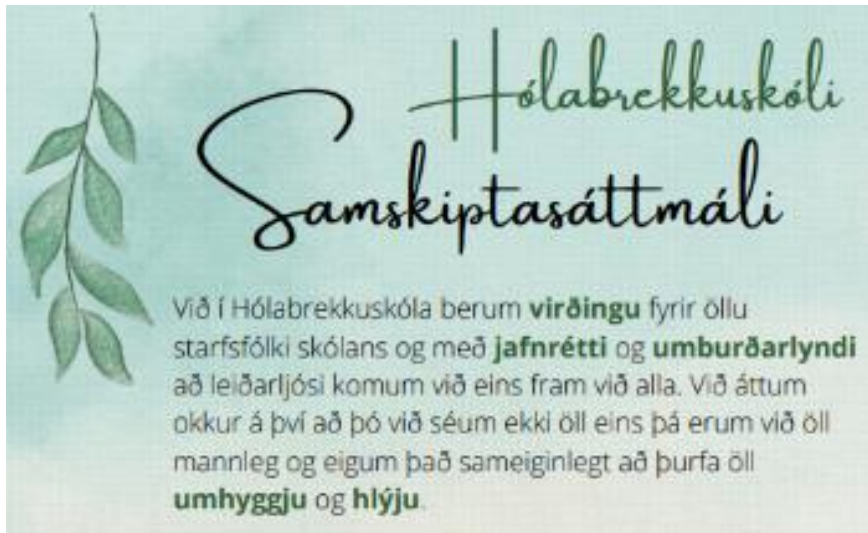 Hólabrekkuskóli
Samskiptasáttmáli
Við í Hólabrekkuskóla berum virðingu fyrir öllu
starfsfólki skólans og með jafnrétti og umburðarlyndi
að leiðarljósi komum við eins fram við alla. Við áttum
okkur á því að þó við séum ekki öll eins þá erum við öll
mannleg og eigum það sameiginlegt að þurfa öll
umhyggju og hlýju.